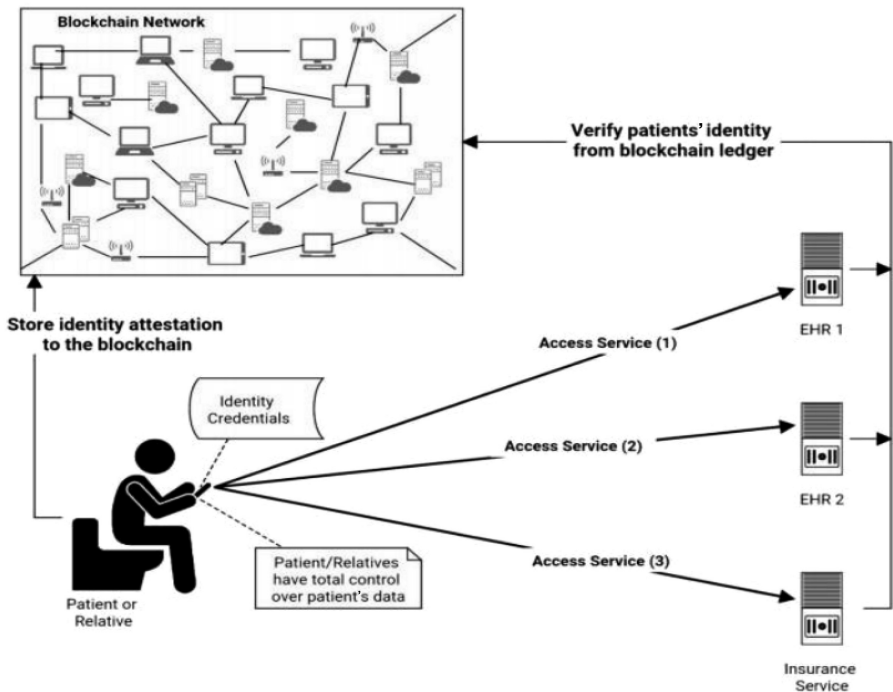 Blockchain Network
Verify patients’ identity
from blockchain ledger
Store identity attestation
to the blockchain
Identity
Credentials
Access Service (1)
EHR 1
Access Service (2)
EHR 2
Access Service (3)
Patient/Relatives
have total control
over patient's data
Patient or
Relative
Insurance
Service